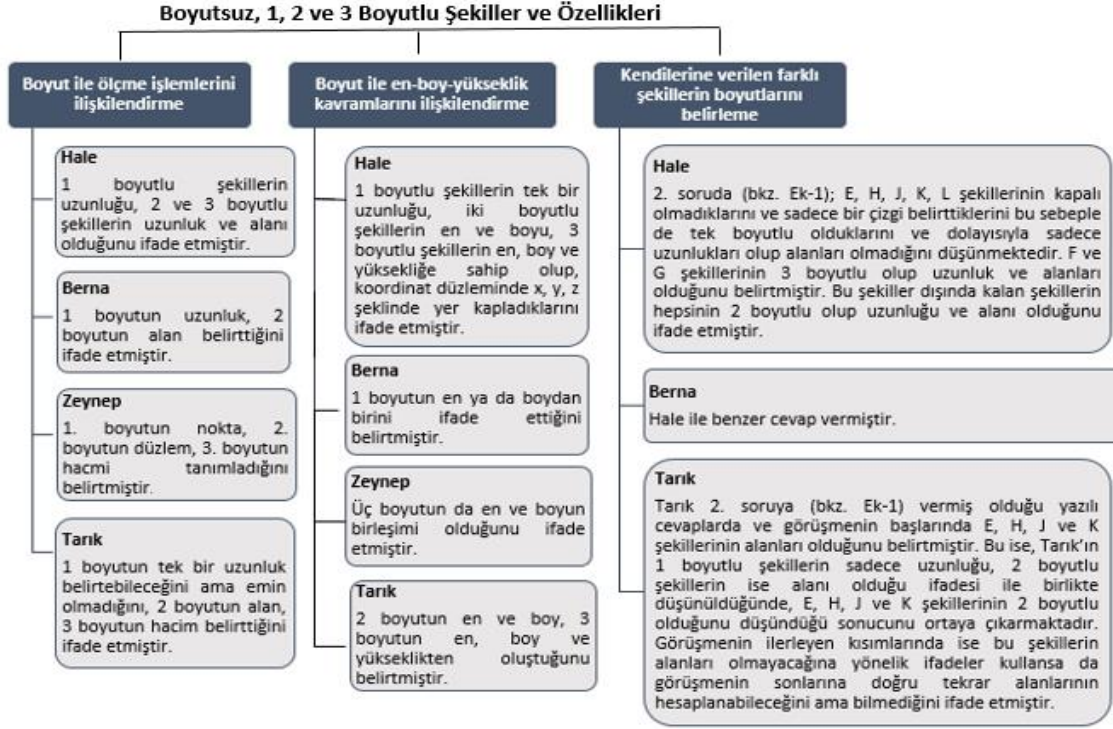 Boyutsuz, 1, 2 ve 3 Boyutlu Şekiller ve Özellikleri
Boyut ile ölçme işlemlerini
ilişkilendirme
Hale
1 boyutlu şekillerin
uzunluğu, 2 ve 3 boyutlu
şekillerin uzunluk ve alanı
olduğunu ifade etmiştir.
Berna
1 boyutun uzunluk, 2
boyutun alan belirttiğini
ifade etmiştir.
Zeynep
1. boyutun nokta, 2.
boyutun düzlem, 3. boyutun
hacmi tanımladığını
belirtmiştir.
Tarık
1 boyutun tek bir uzunluk
belirtebileceğini ama emin
olmadığını, 2 boyutun alan,
3 boyutun hacim belirttiğini
ifade etmiştir.
Boyut ile en-boy-yükseklik
kavramlarını ilişkilendirme
Hale
1 boyutlu şekillerin tek bir
uzunluğu, iki boyutlu
şekillerin en ve boyu, 3
boyutlu şekillerin en, boy ve
yüksekliğe sahip olup,
koordinat düzleminde x, y, z
şeklinde yer kapladıklarını
ifade etmiştir.
Berna
1 boyutun en ya da boydan
birini ifade ettiğini
belirtmiştir.
Zeynep
Üç boyutun da en ve boyun
birleşimi olduğunu ifade
etmiştir.
Tarık
2 boyutun en ve boy, 3
boyutun en, boy ve
yükseklikten oluştuğunu
belirtmiştir.
Kendilerine verilen farklı
şekillerin boyutlarını
belirleme
Hale
2. soruda (bkz. Ek-1); E, H, J, K, L şekillerinin kapalı
olmadıklarını ve sadece bir çizgi belirttiklerini bu sebeple
de tek boyutlu olduklarını ve dolayısıyla sadece
uzunlukları olup alanları olmadığını düşünmektedir. F ve
G şekillerinin 3 boyutlu olup uzunluk ve alanları
olduğunu belirtmiştir. Bu şekiller dışında kalan şekillerin
hepsinin 2 boyutlu olup uzunluğu ve alanı olduğunu
ifade etmiştir.
Berna
Hale ile benzer cevap vermiştir.
Tarık
Tarık 2. soruya (bkz. Ek-1) vermiş olduğu yazılı
cevaplarda ve görüşmenin başlarında E, H, J ve K
şekillerinin alanları olduğunu belirtmiştir. Bu ise, Tarık’ın
1 boyutlu şekillerin sadece uzunluğu, 2 boyutlu
şekillerin ise alanı olduğu ifadesi ile birlikte
düşünüldüğünde, E, H, J ve K şekillerinin 2 boyutlu
olduğunu düşündüğü sonucunu ortaya çıkarmaktadır.
Görüşmenin ilerleyen kısımlarında ise bu şekillerin
alanları olmayacağına yönelik ifadeler kullansa da
görüşmenin sonlarına doğru tekrar alanlarının
hesaplanabileceğini ama bilmediğini ifade etmiştir.